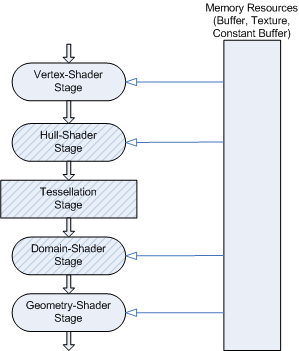 Memory Resources
(Buffer, Texture,
Constant Buffer)
Vertex-Shader
Stage
Hull-Shader
Stage
Tessellation
Stage
Domain-Shader
Stage
Geometry-Shader
Stage